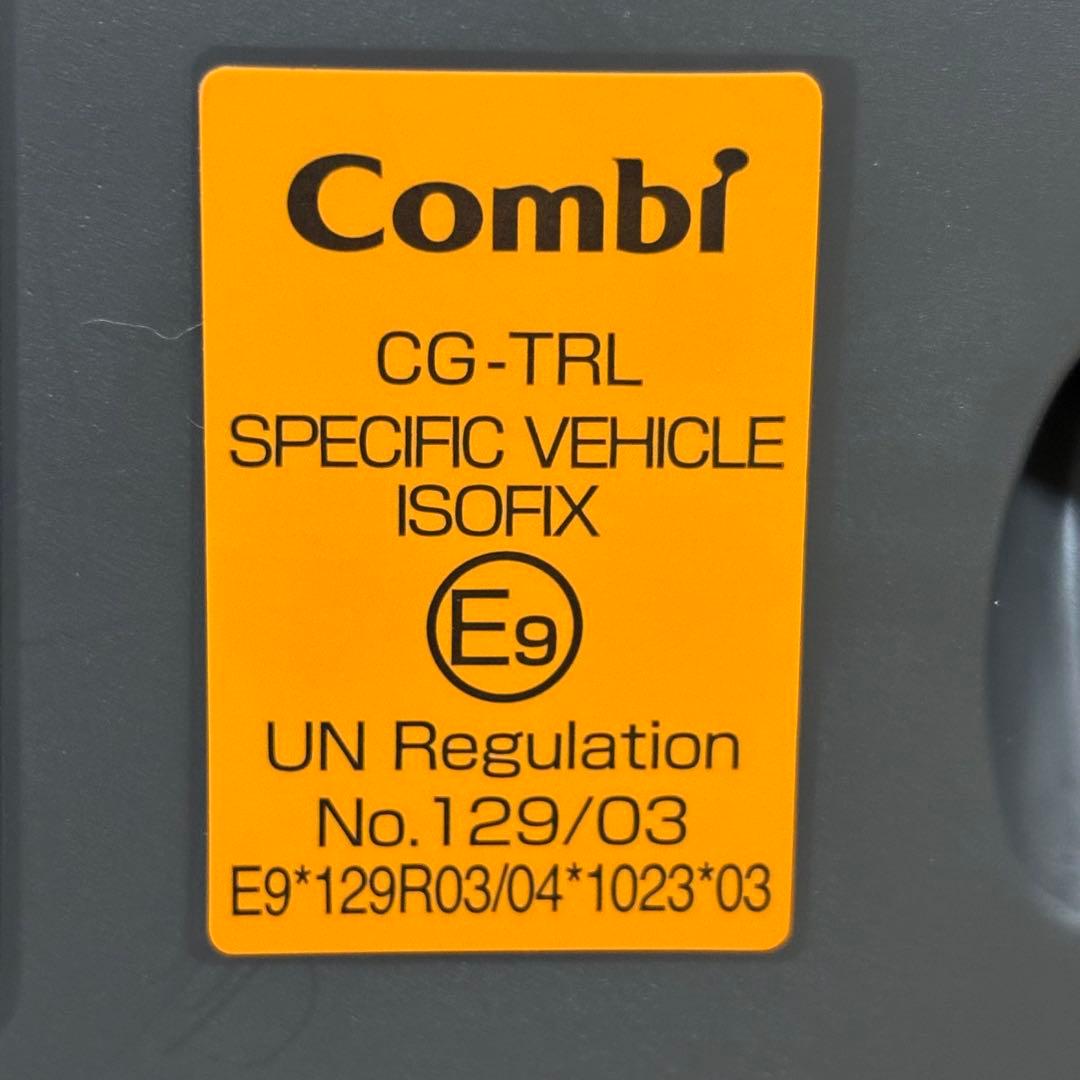 Combi
CG-TRL
SPECIFIC VEHICLE
ISOFIX
E9
UN Regulation
No.129/03
E9*129R03/04*1023*03